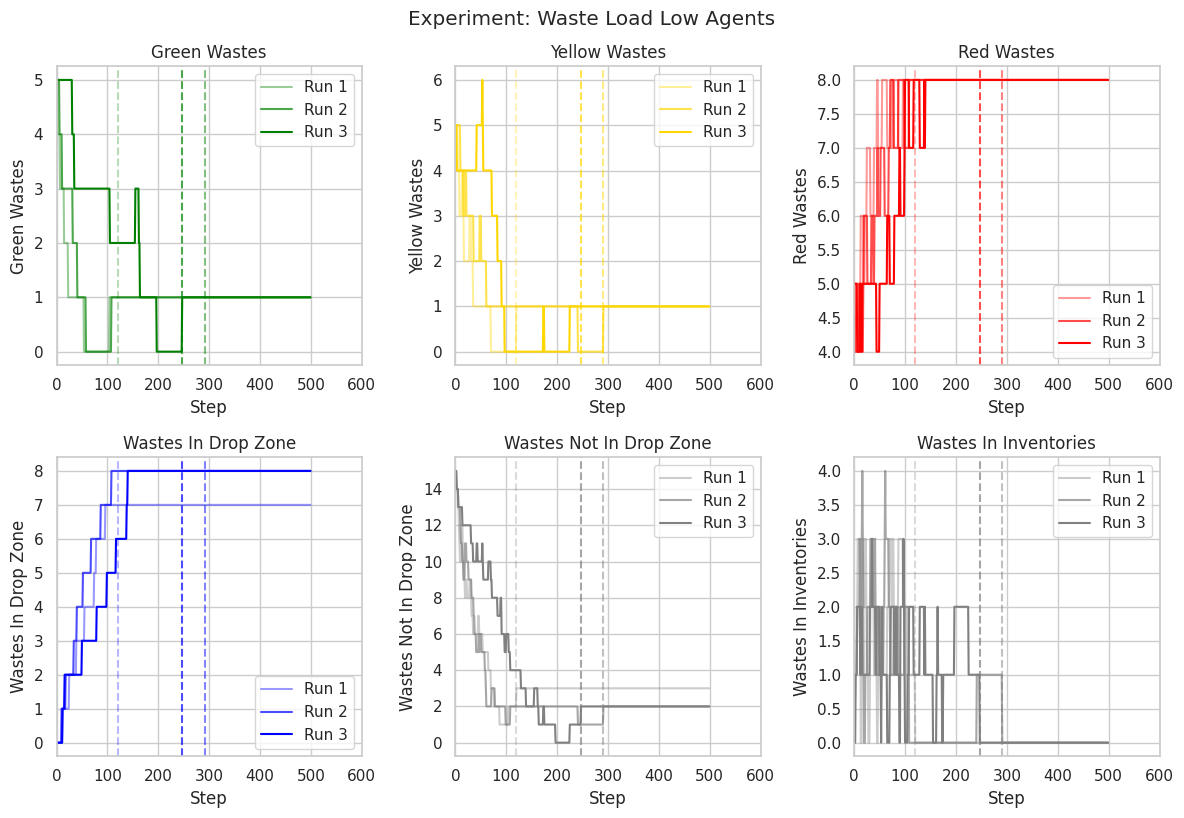 Experiment: Waste Load Low Agents
Green Wastes
Green Wastes
5
4
3
2
1
0
0 100 200 300 400 500 600
Step
Run 1
Run 2
Run 3
Yellow Wastes
Yellow Wastes
6
5
4
3
2
1
0
0 100 200 300 400 500 600
Step
Run 1
Run 2
Run 3
Red Wastes
Red Wastes
8.0
7.5
7.0
6.5
6.0
5.5
5.0
4.5
4.0
0 100 200 300 400 500 600
Step
Run 1
Run 2
Run 3
Wastes In Drop Zone
Wastes In Drop Zone
8
7
6
5
4
3
2
1
0
0 100 200 300 400 500 600
Step
Run 1
Run 2
Run 3
Wastes Not In Drop Zone
Wastes Not In Drop Zone
14
12
10
8
6
4
2
0
0 100 200 300 400 500 600
Step
Run 1
Run 2
Run 3
Wastes In Inventories
Wastes In Inventories
4.0
3.5
3.0
2.5
2.0
1.5
1.0
0.5
0.0
0 100 200 300 400 500 600
Step
Run 1
Run 2
Run 3